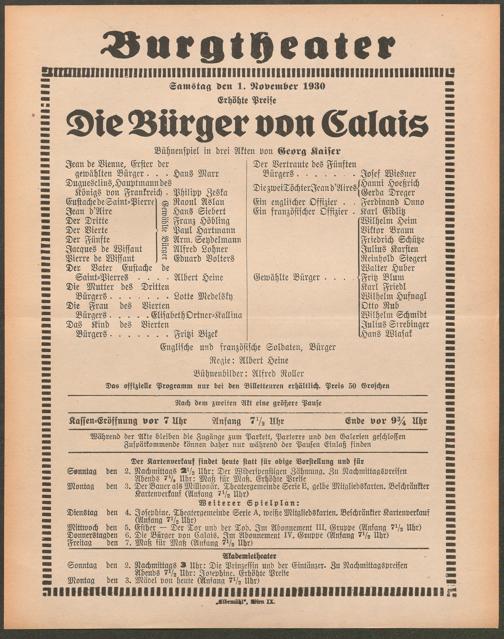 Burgtheater
Samstag den 1. November 1930
Erhöhte Preise
Die Bürger von Calais
Bühnenspiel in drei Akten von Georg Kaiser
Jean de Vienne, Erster der
gewählten Bürger . . . Hans Marr
Duguesclins, Hauptmann des
Königs von Frankreich . Philipp Zeska
Eustache de Saint-Pierre Raoul Aslan
Jean d'Aire Hans Siebert
Der Dritte Franz Höbling
Der Vierte Paul Hartmann
Der Fünfte Arm. Seydelmann
Jacques de Wissant Alfred Lohner
Pierre de Wissant Eduard Volters
Gewählte Bürger
Der Vater Eustache de
Saint-Pierres . . . . Albert Heine
Die Mutter des Dritten
Bürgers . . . . . . Lotte Medelsky
Die Frau des Vierten
Bürgers . . . . . Elisabeth Ortner-Kallina
Das Kind des Vierten
Bürgers . . . . . . Fritzi Bizek
Der Vertraute des Fünften
Bürgers . . . . . . Josef Wiesner
Die zwei Töchter Jean d'Aires Hanni Hoeßrich
Gerda Dreger
Ein englischer Offizier . . Ferdinand Onno
Ein französischer Offizier . . Karl Eidlitz
Gewählte Bürger . . . .
Wilhelm Heim
Viktor Braun
Friedrich Schütze
Julius Karsten
Reinhold Siegert
Walter Huber
Fritz Blum
Karl Friedl
Wilhelm Hufnagl
Otto Rub
Wilhelm Schmidt
Julius Strebinger
Hans Wlasak
Englische und französische Soldaten, Bürger
Regie: Albert Heine
Bühnenbilder: Alfred Roller
Das offizielle Programm nur bei den Billetteuren erhältlich. Preis 50 Groschen
Nach dem zweiten Akt eine größere Pause
Kassen-Eröffnung vor 7 Uhr Anfang 7½ Uhr Ende vor 9¾ Uhr
Während der Akte bleiben die Zugänge zum Parkett, Parterre und den Galerien geschlossen
Zuspätkommende können daher nur während der Pausen Einlaß finden
Der Kartenverkauf findet heute statt für obige Vorstellung und für
Sonntag den 2. Nachmittags 2½ Uhr: Der Widerspenstigen Zähmung. Zu Nachmittagspreisen
Abends 7½ Uhr: Maß für Maß. Erhöhte Preise
Montag den 3. Der Bauer als Millionär. Theatergemeinde Serie E, gelbe Mitgliedskarten. Beschränkter
Kartenverkauf (Anfang 7½ Uhr)
Weiterer Spielplan:
Dienstag den 4. Josephine. Theatergemeinde Serie A, weiße Mitgliedskarten. Beschränkter Kartenverkauf
(Anfang 7½ Uhr)
Mittwoch den 5. Esther — Der Tor und der Tod. Im Abonnement III. Gruppe (Anfang 7½ Uhr)
Donnerstag den 6. Die Bürger von Calais. Im Abonnement IV. Gruppe (Anfang 7½ Uhr)
Freitag den 7. Maß für Maß (Anfang 7½ Uhr)
Akademietheater
Sonntag den 2. Nachmittags 3 Uhr: Die Prinzessin und der Eintänzer. Zu Nachmittagspreisen
Abends 7½ Uhr: Josephine. Erhöhte Preise
Montag den 3. Mädel von heute (Anfang 7½ Uhr)
„Elbemühl", Wien IX.